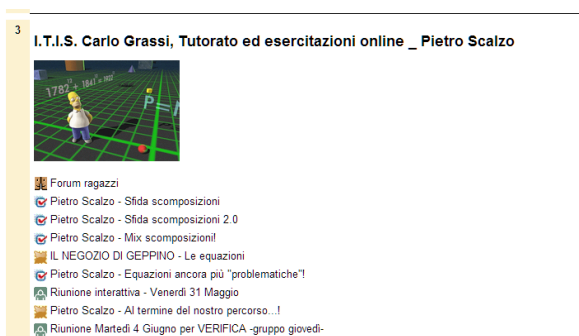 3
I.T.I.S. Carlo Grassi, Tutorato ed esercitazioni online _ Pietro Scalzo
1782¹² + 1841¹² = 1922¹²
P=N
Forum ragazzi
Pietro Scalzo - Sfida scomposizioni
Pietro Scalzo - Sfida scomposizioni 2.0
Pietro Scalzo - Mix scomposizioni!
IL NEGOZIO DI GEPPINO - Le equazioni
Pietro Scalzo - Equazioni ancora più "problematiche"!
Riunione interattiva - Venerdì 31 Maggio
Pietro Scalzo - Al termine del nostro percorso...!
Riunione Martedì 4 Giugno per VERIFICA -gruppo giovedì-